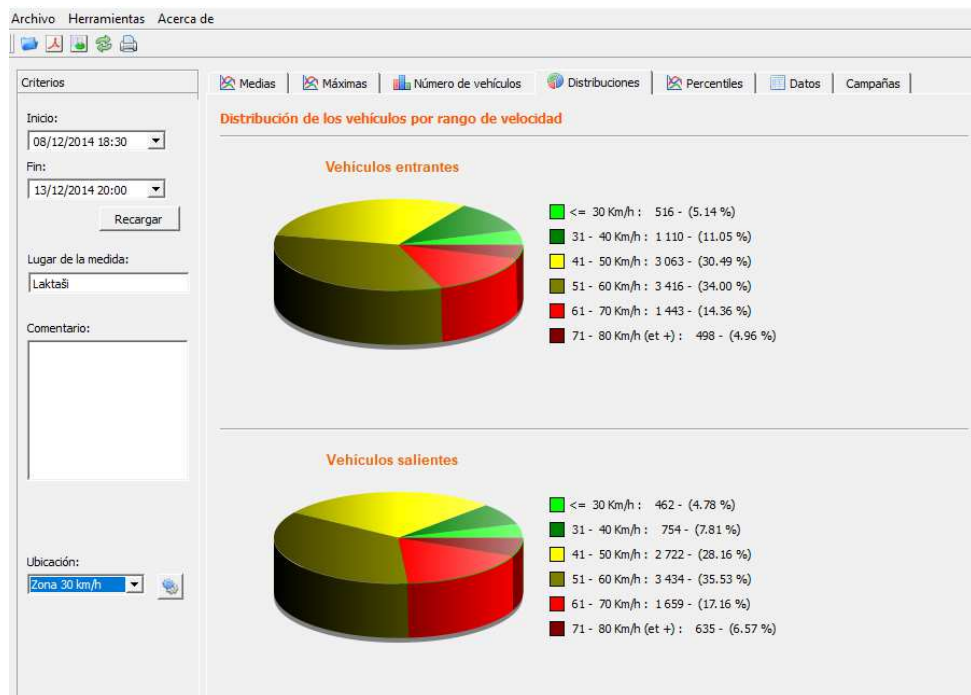 Archivo Herramientas Acerca de
Criterios
Inicio:
08/12/2014 18:30
Fin:
13/12/2014 20:00
Recargar
Lugar de la medida:
Laktaši
Comentario:
Ubicación:
Zona 30 km/h
Medias Máximas Número de vehículos Distribuciones Percentiles Datos Campañas
Distribución de los vehículos por rango de velocidad
Vehículos entrantes
<= 30 Km/h : 516 - (5.14 %)
31 - 40 Km/h : 1 110 - (11.05 %)
41 - 50 Km/h : 3 063 - (30.49 %)
51 - 60 Km/h : 3 416 - (34.00 %)
61 - 70 Km/h : 1 443 - (14.36 %)
71 - 80 Km/h (et +) : 498 - (4.96 %)
Vehículos salientes
<= 30 Km/h : 462 - (4.78 %)
31 - 40 Km/h : 754 - (7.81 %)
41 - 50 Km/h : 2 722 - (28.16 %)
51 - 60 Km/h : 3 434 - (35.53 %)
61 - 70 Km/h : 1 659 - (17.16 %)
71 - 80 Km/h (et +) : 635 - (6.57 %)